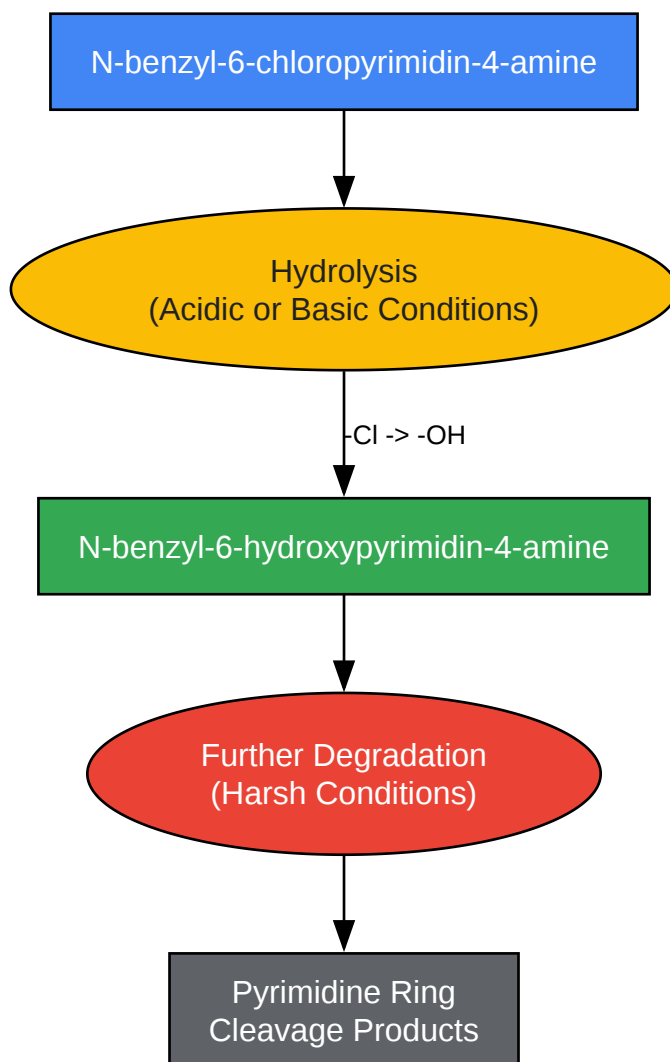 N-benzyl-6-chloropyrimidin-4-amine
Hydrolysis
(Acidic or Basic Conditions)
-Cl -> -OH
N-benzyl-6-hydroxypyrimidin-4-amine
Further Degradation
(Harsh Conditions)
Pyrimidine Ring
Cleavage Products